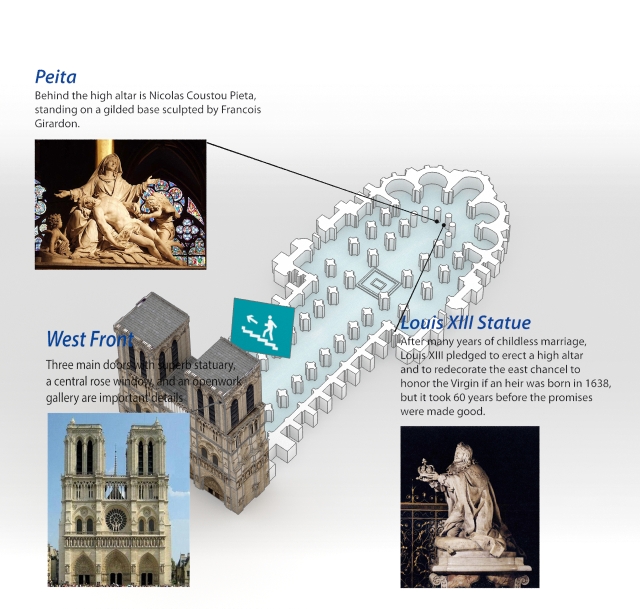 Peita
Behind the high altar is Nicolas Coustou Pieta,
standing on a gilded base sculpted by Francois
Girardon.
West Front
Three main doors with superb statuary,
a central rose window, and an openwork
gallery are important details
Louis XIII Statue
After many years of childless marriage,
Louis XIII pledged to erect a high altar
and to redecorate the east chancel to
honor the Virgin if an heir was born in 1638,
but it took 60 years before the promises
were made good.